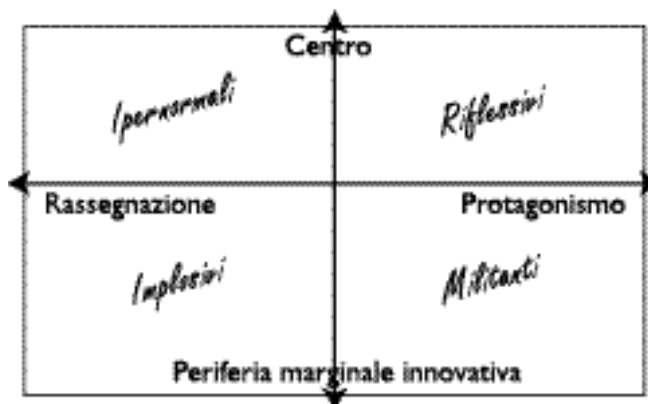 Centro
Ipernormali
Riflessivi
Rassegnazione
Protagonismo
Implosivi
Militanti
Periferia marginale innovativa